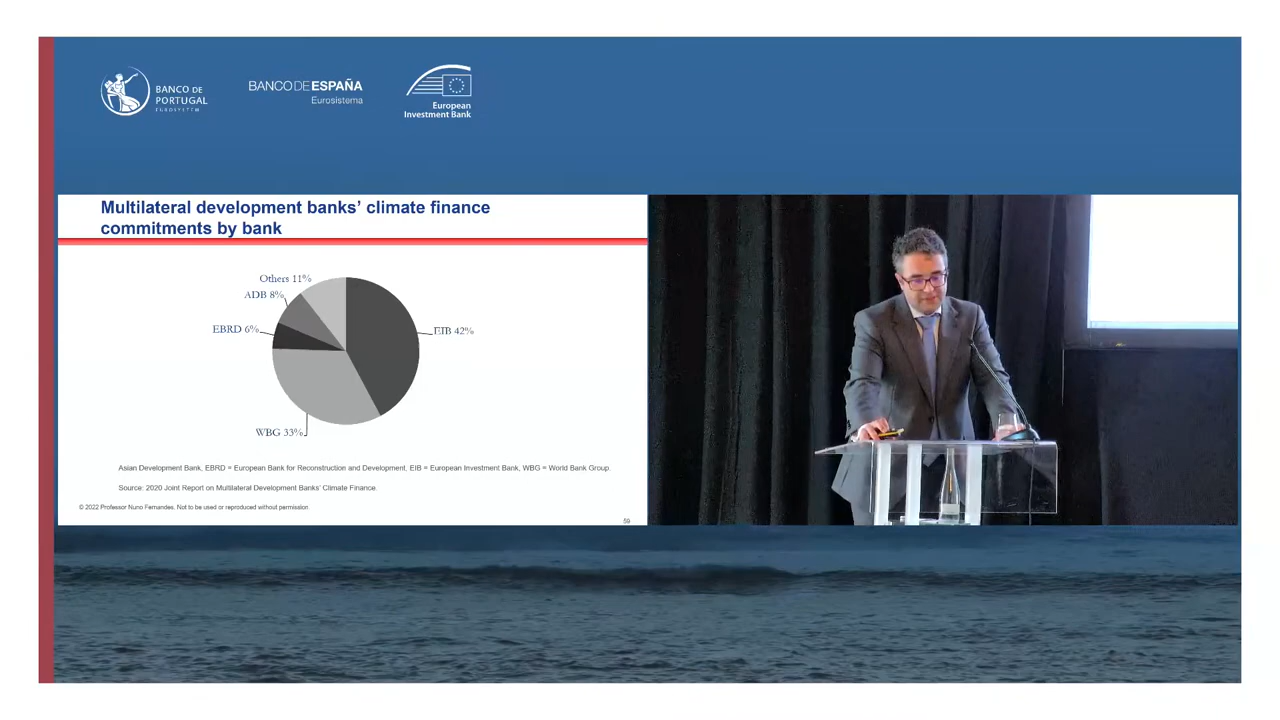 BANCO DE
PORTUGAL
EUROSYSTEM
BANCO DE ESPAÑA
Eurosistema
European
Investment Bank
Multilateral development banks’ climate finance
commitments by bank
Others 11%
ADB 8%
EBRD 6%
EIB 42%
WBG 33%
Asian Development Bank, EBRD = European Bank for Reconstruction and Development, EIB = European Investment Bank, WBG = World Bank Group.
Source: 2020 Joint Report on Multilateral Development Banks’ Climate Finance.
© 2022 Professor Nuno Fernandes. Not to be used or reproduced without permission
59